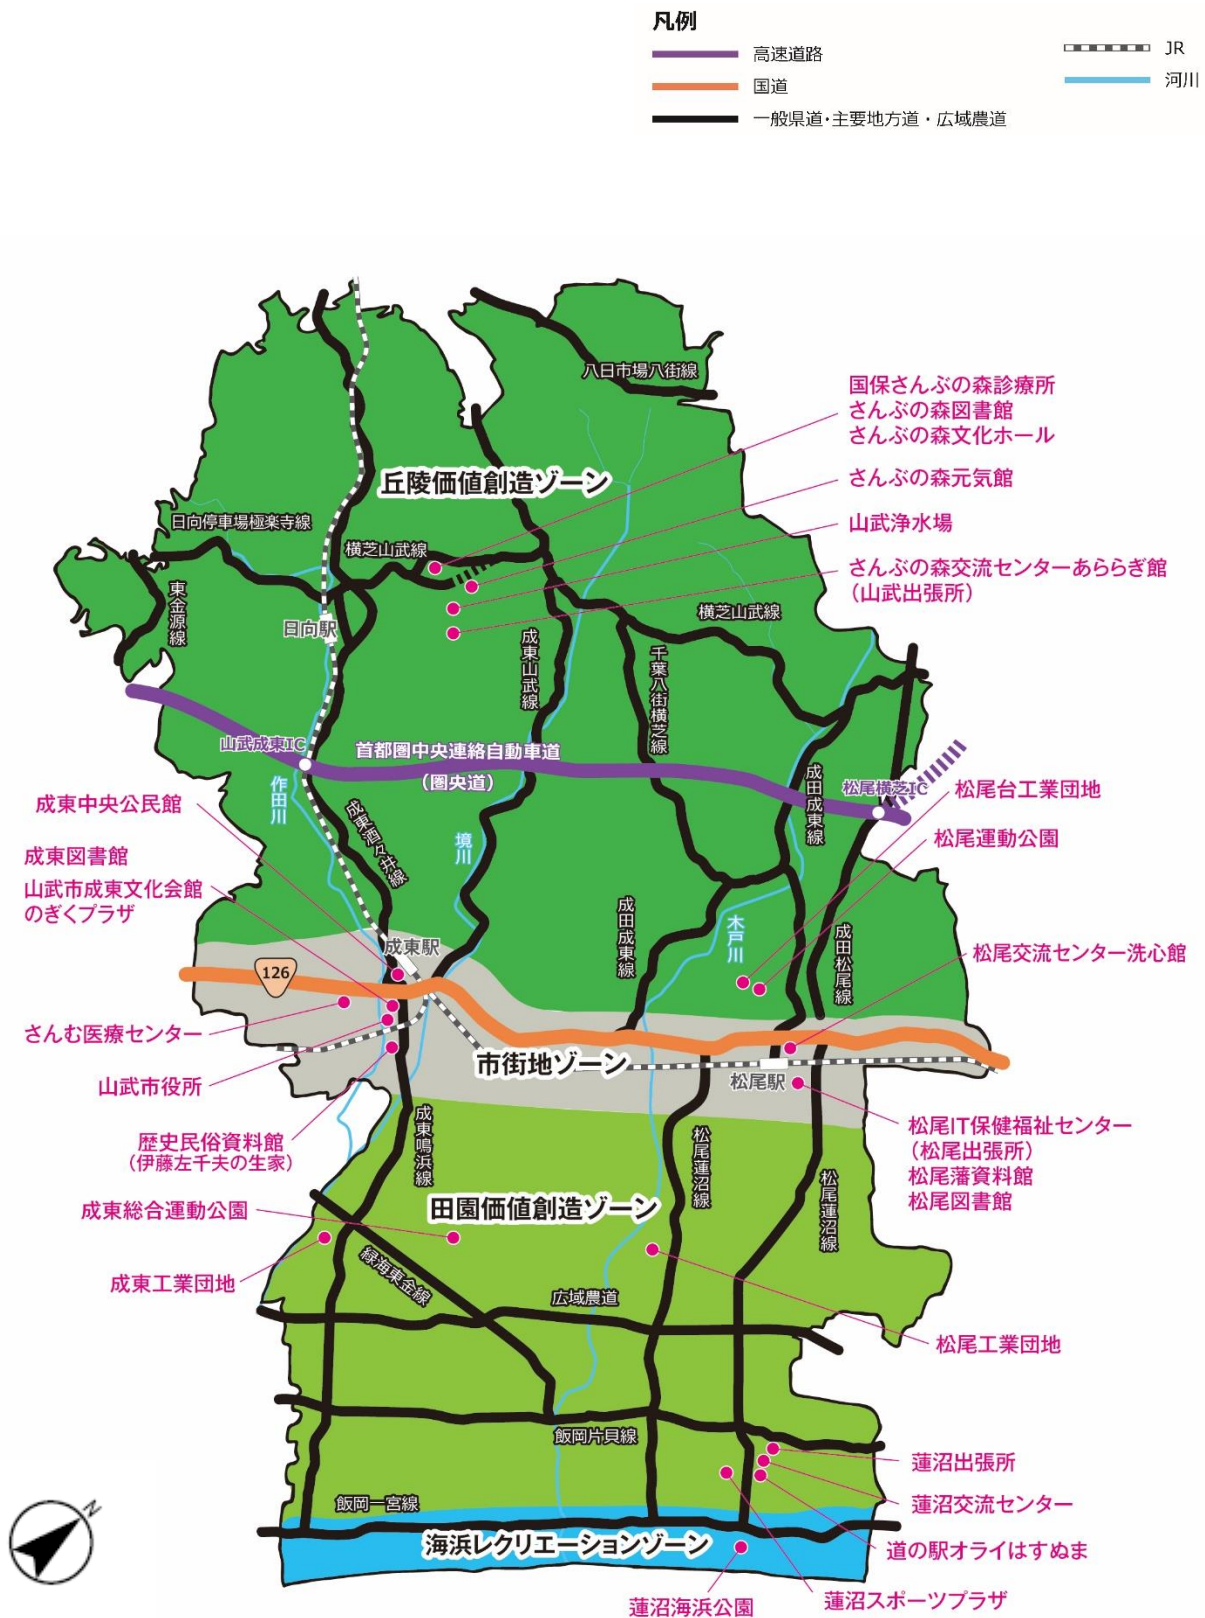 凡例
高速道路
国道
一般県道・主要地方道・広域農道
JR
河川
八日市場八街線
国保さんぶの森診療所
さんぶの森図書館
さんぶの森文化ホール
丘陵価値創造ゾーン
さんぶの森元気館
日向停車場極楽寺線
山武浄水場
横芝山武線
さんぶの森交流センターあららぎ館
(山武出張所)
東金源線
横芝山武線
日向駅
成東山武線
千葉八街横芝線
山武成東IC
首都圏中央連絡自動車道
(圏央道)
作田川
成田成東線
松尾横芝IC
松尾台工業団地
成東中央公民館
成東酒々井線
境川
松尾運動公園
成東図書館
山武市成東文化会館
のぎくプラザ
成田成東線
木戸川
成田松尾線
成東駅
松尾交流センター洗心館
126
さんむ医療センター
市街地ゾーン
松尾駅
山武市役所
歴史民俗資料館
(伊藤左千夫の生家)
成東鳴浜線
松尾蓮沼線
松尾IT保健福祉センター
(松尾出張所)
松尾藩資料館
松尾図書館
松尾蓮沼線
成東総合運動公園
田園価値創造ゾーン
成東工業団地
緑海東金線
広域農道
松尾工業団地
飯岡片貝線
蓮沼出張所
蓮沼交流センター
飯岡一宮線
海浜レクリエーションゾーン
道の駅オライはすぬま
蓮沼スポーツプラザ
蓮沼海浜公園
N